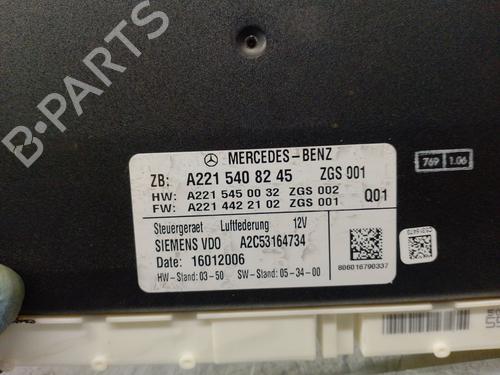 B-PARTS
MERCEDES-BENZ
ZB: A221 540 82 45 ZGS 001
HW: A221 545 00 32 ZGS 002
FW: A221 442 21 02 ZGS 001 Q01
Steuergeraet Luftfederung 12V
SIEMENS VDO A2C53164734
Date: 16012006
HW-Stand: 03-50 SW-Stand: 05-34-00
806016790337
769 1.06